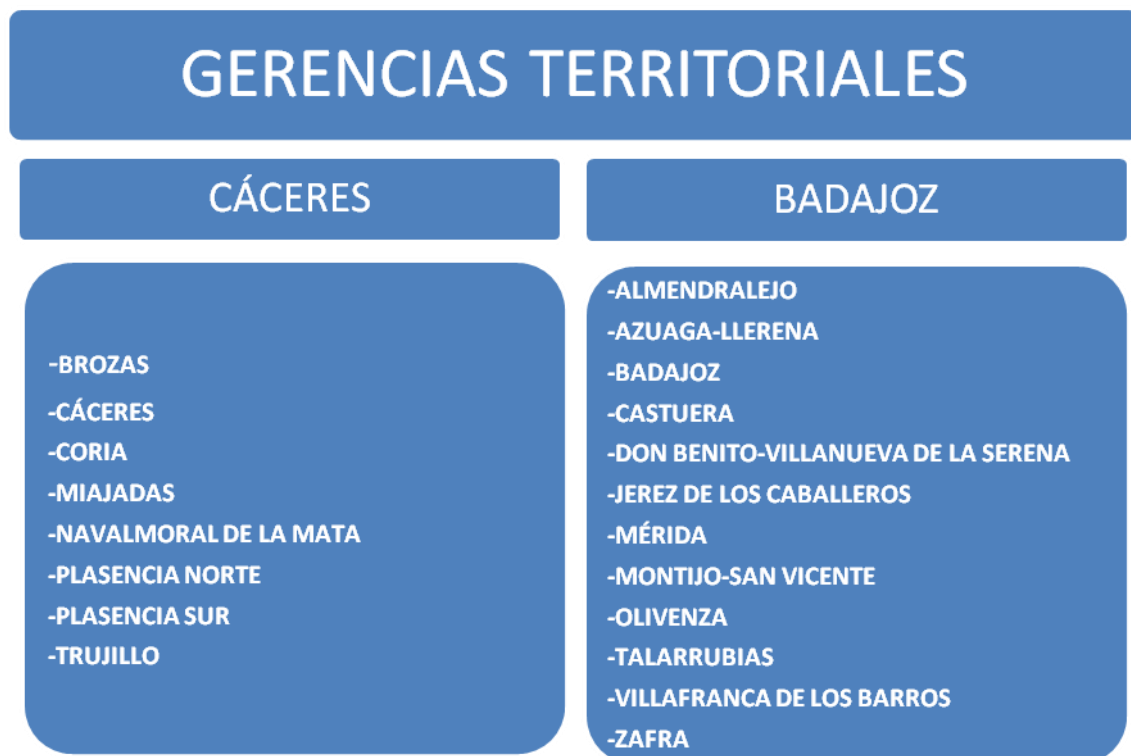 GERENCIAS TERRITORIALES
CÁCERES
-BROZAS
-CÁCERES
-CORIA
-MIAJADAS
-NAVALMORAL DE LA MATA
-PLASENCIA NORTE
-PLASENCIA SUR
-TRUJILLO
BADAJOZ
-ALMENDRALEJO
-AZUAGA-LLERENA
-BADAJOZ
-CASTUERA
-DON BENITO-VILLANUEVA DE LA SERENA
-JEREZ DE LOS CABALLEROS
-MÉRIDA
-MONTIJO-SAN VICENTE
-OLIVENZA
-TALARRUBIAS
-VILLAFRANCA DE LOS BARROS
-ZAFRA